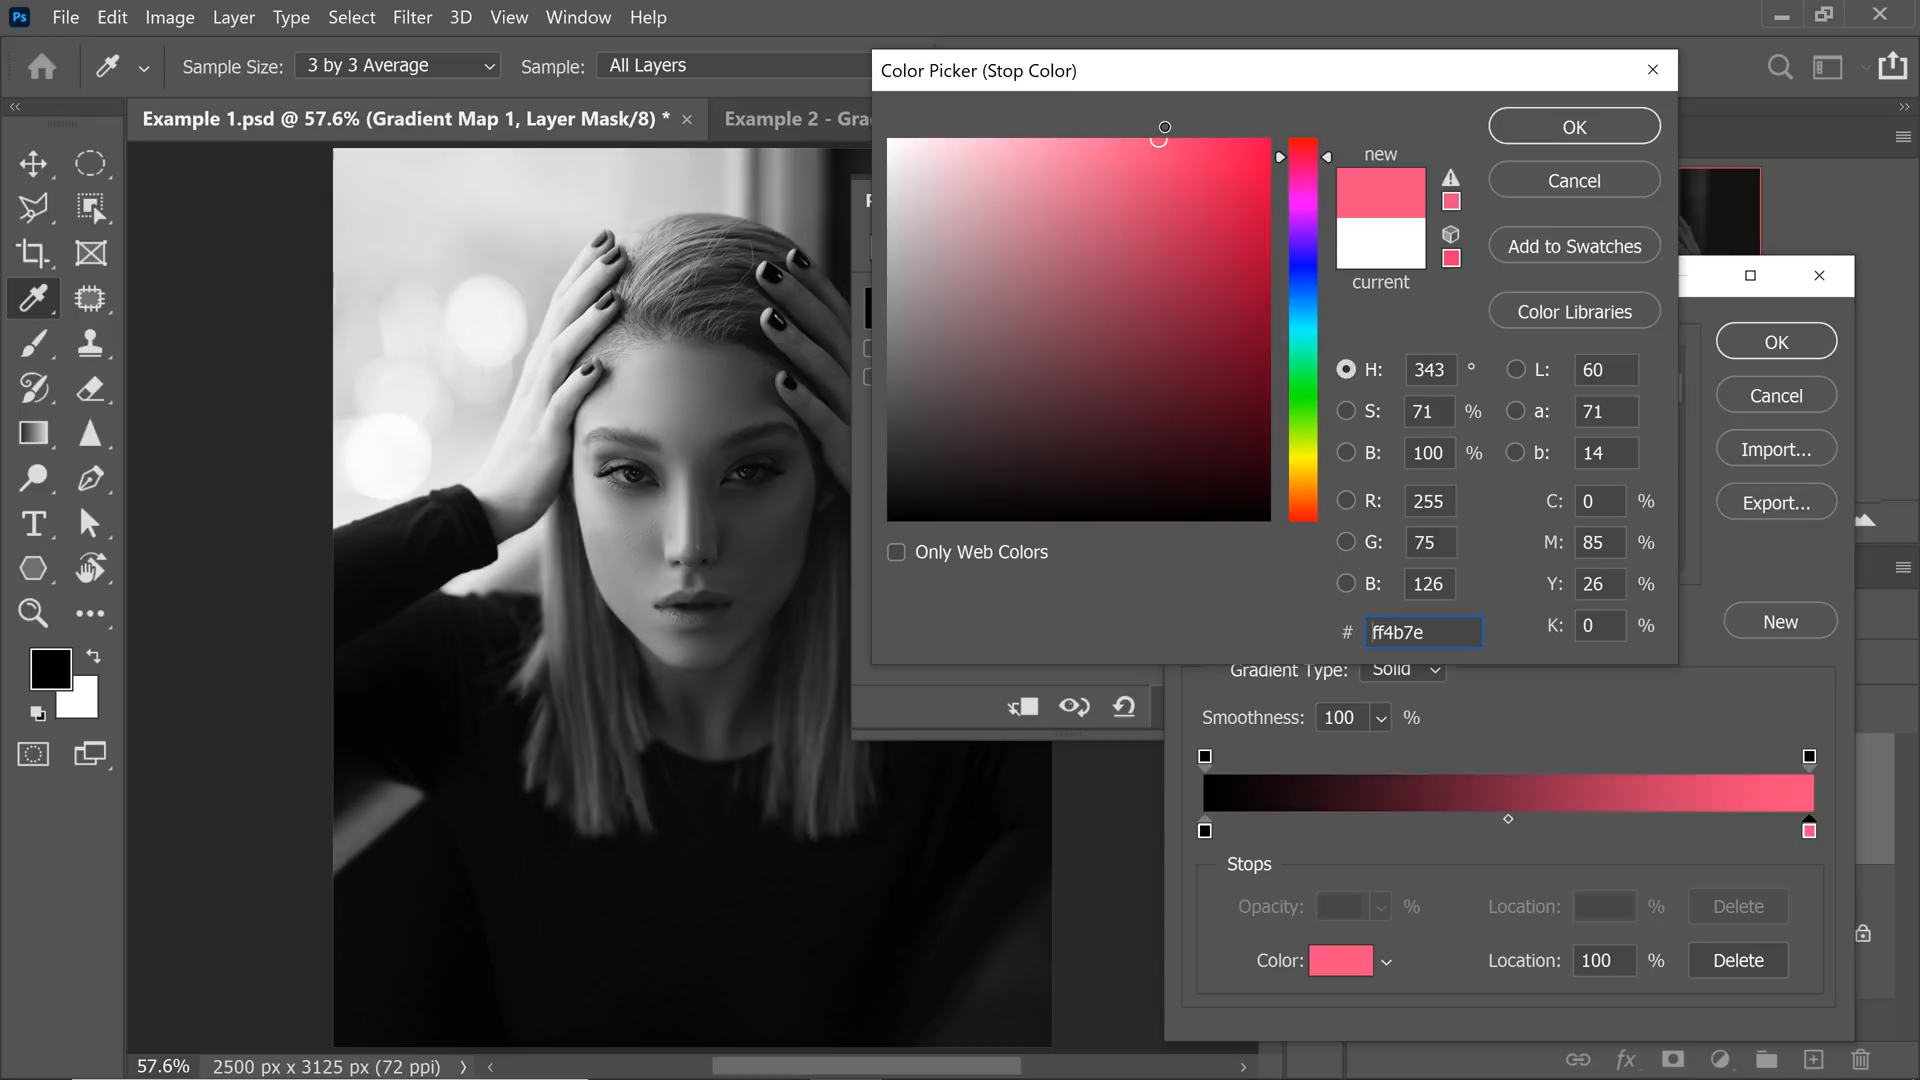 Ps File Edit Image Layer Type Select Filter 3D View Window Help
Sample Size: 3 by 3 Average Sample: All Layers
Example 1.psd @ 57.6% (Gradient Map 1, Layer Mask/8) * × Example 2 - Gra
Color Picker (Stop Color)
new
current
OK
Cancel
Add to Swatches
Color Libraries
H: 343 ° L: 60
S: 71 % a: 71
B: 100 % b: 14
R: 255 C: 0 %
G: 75 M: 85 %
B: 126 Y: 26 %
# ff4b7e K: 0 %
Only Web Colors
OK
Cancel
Import...
Export...
New
Gradient Type: Solid
Smoothness: 100 %
Stops
Opacity: % Location: % Delete
Color: Location: 100 % Delete
57.6% 2500 px x 3125 px (72 ppi)
fx